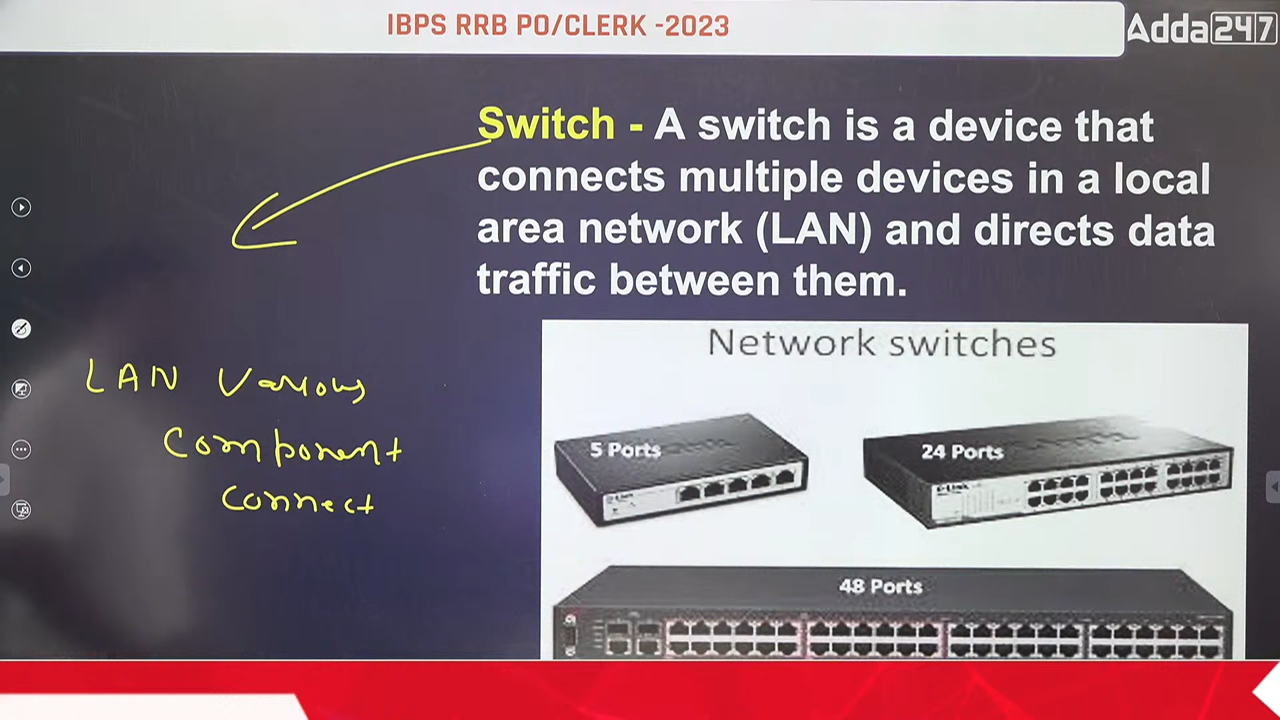 IBPS RRB PO/CLERK -2023
Adda247
Switch - A switch is a device that
connects multiple devices in a local
area network (LAN) and directs data
traffic between them.
Network switches
5 Ports
24 Ports
D-Link
48 Ports
LAN Various
Component
Connect